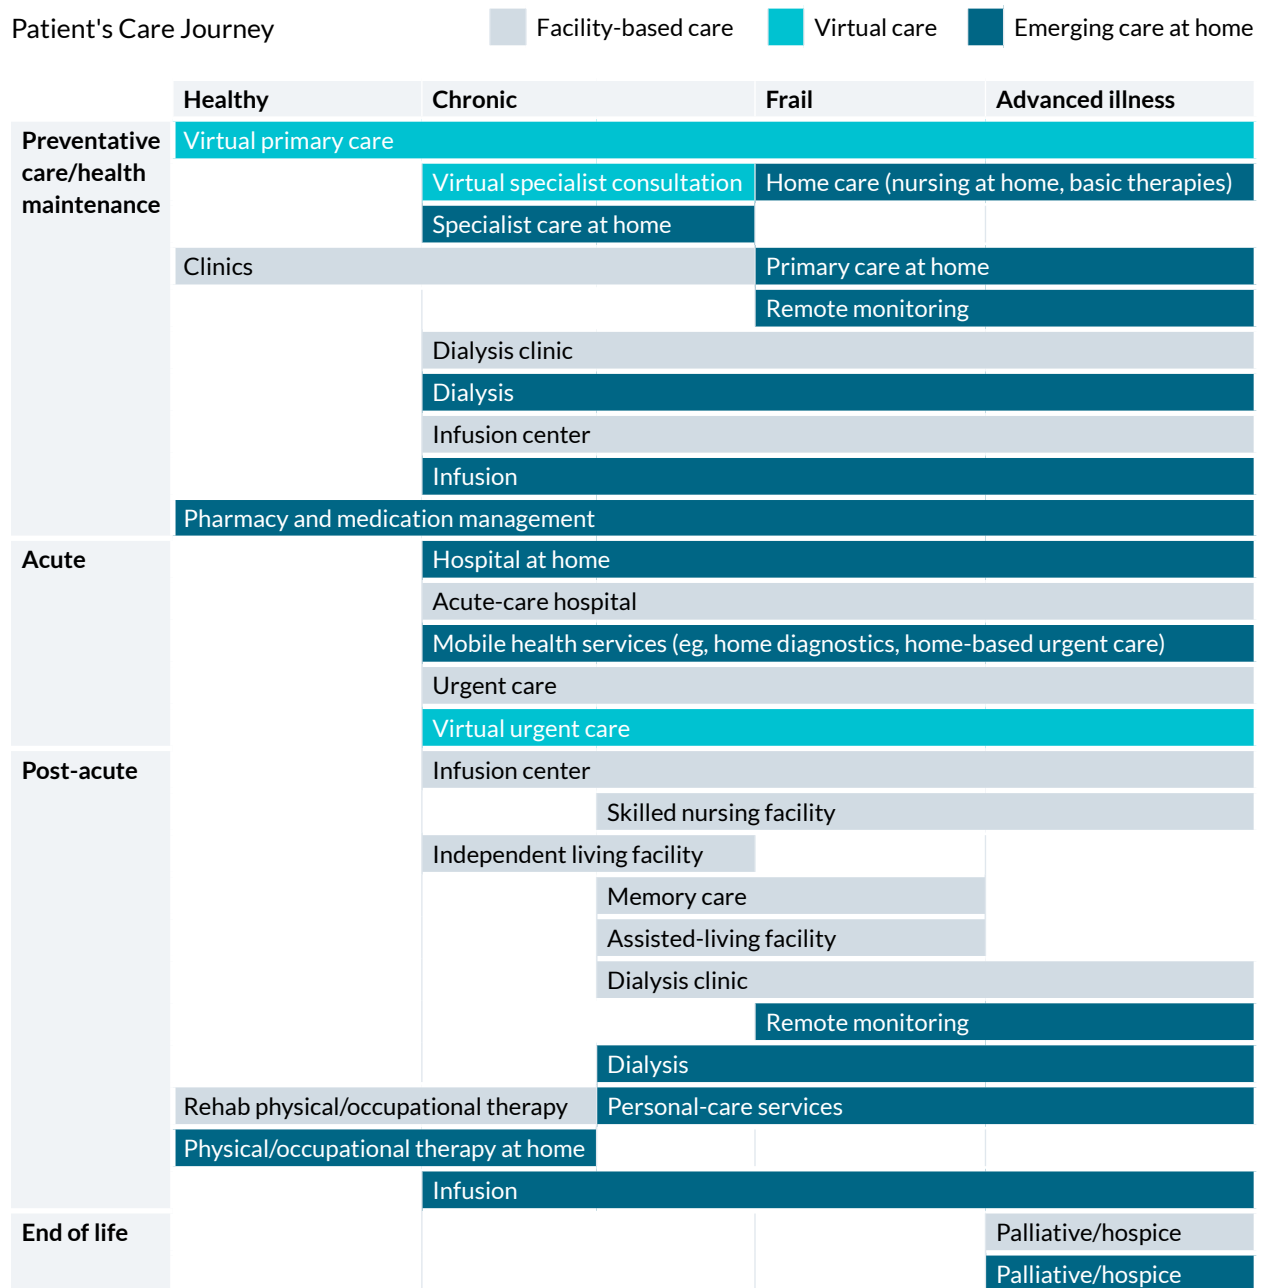 Patient's Care Journey
Facility-based care
Virtual care
Emerging care at home
Healthy
Chronic
Frail
Advanced illness
Preventative
care/health
maintenance
Virtual primary care
Virtual specialist consultation
Home care (nursing at home, basic therapies)
Specialist care at home
Clinics
Primary care at home
Remote monitoring
Dialysis clinic
Dialysis
Infusion center
Infusion
Pharmacy and medication management
Acute
Hospital at home
Acute-care hospital
Mobile health services (eg, home diagnostics, home-based urgent care)
Urgent care
Virtual urgent care
Post-acute
Infusion center
Skilled nursing facility
Independent living facility
Memory care
Assisted-living facility
Dialysis clinic
Remote monitoring
Dialysis
Rehab physical/occupational therapy
Personal-care services
Physical/occupational therapy at home
Infusion
End of life
Palliative/hospice
Palliative/hospice